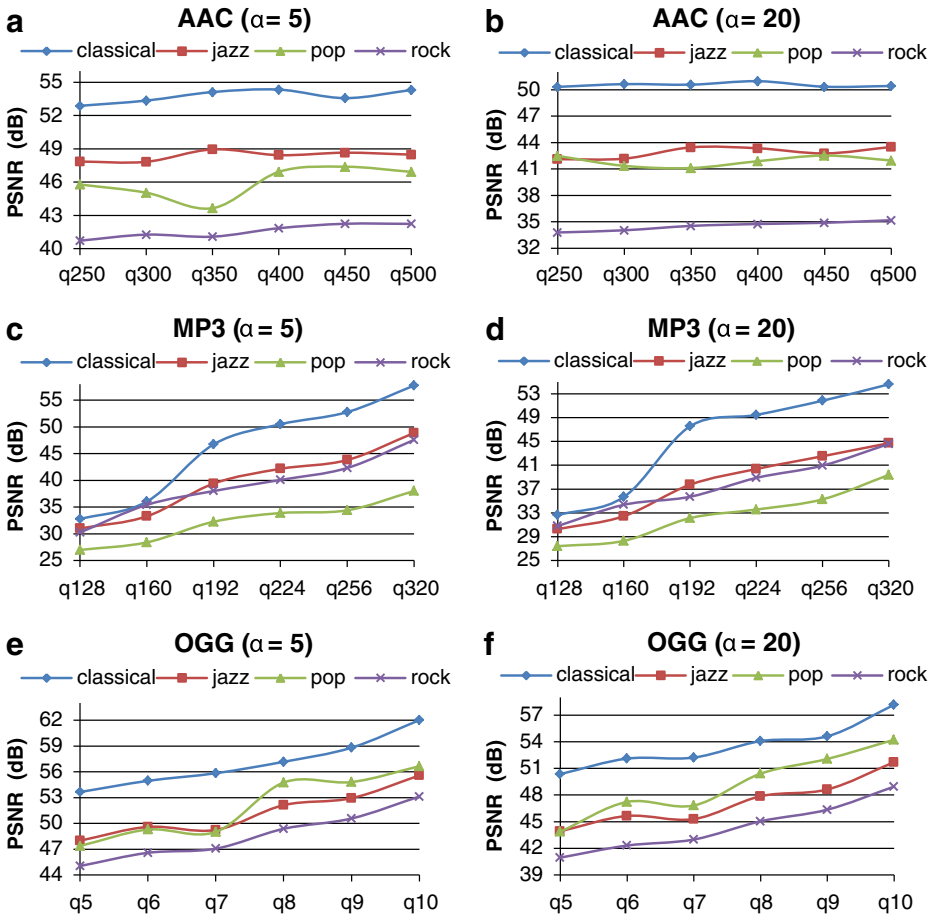 a AAC (α= 5)
classical jazz pop rock
PSNR (dB)
55
52
49
46
43
40
q250 q300 q350 q400 q450 q500
b AAC (α= 20)
classical jazz pop rock
PSNR (dB)
50
47
44
41
38
35
32
q250 q300 q350 q400 q450 q500
c MP3 (α= 5)
classical jazz pop rock
PSNR (dB)
55
50
45
40
35
30
25
q128 q160 q192 q224 q256 q320
d MP3 (α= 20)
classical jazz pop rock
PSNR (dB)
53
49
45
41
37
33
29
25
q128 q160 q192 q224 q256 q320
e OGG (α= 5)
classical jazz pop rock
PSNR (dB)
62
59
56
53
50
47
44
q5 q6 q7 q8 q9 q10
f OGG (α= 20)
classical jazz pop rock
PSNR (dB)
57
54
51
48
45
42
39
q5 q6 q7 q8 q9 q10